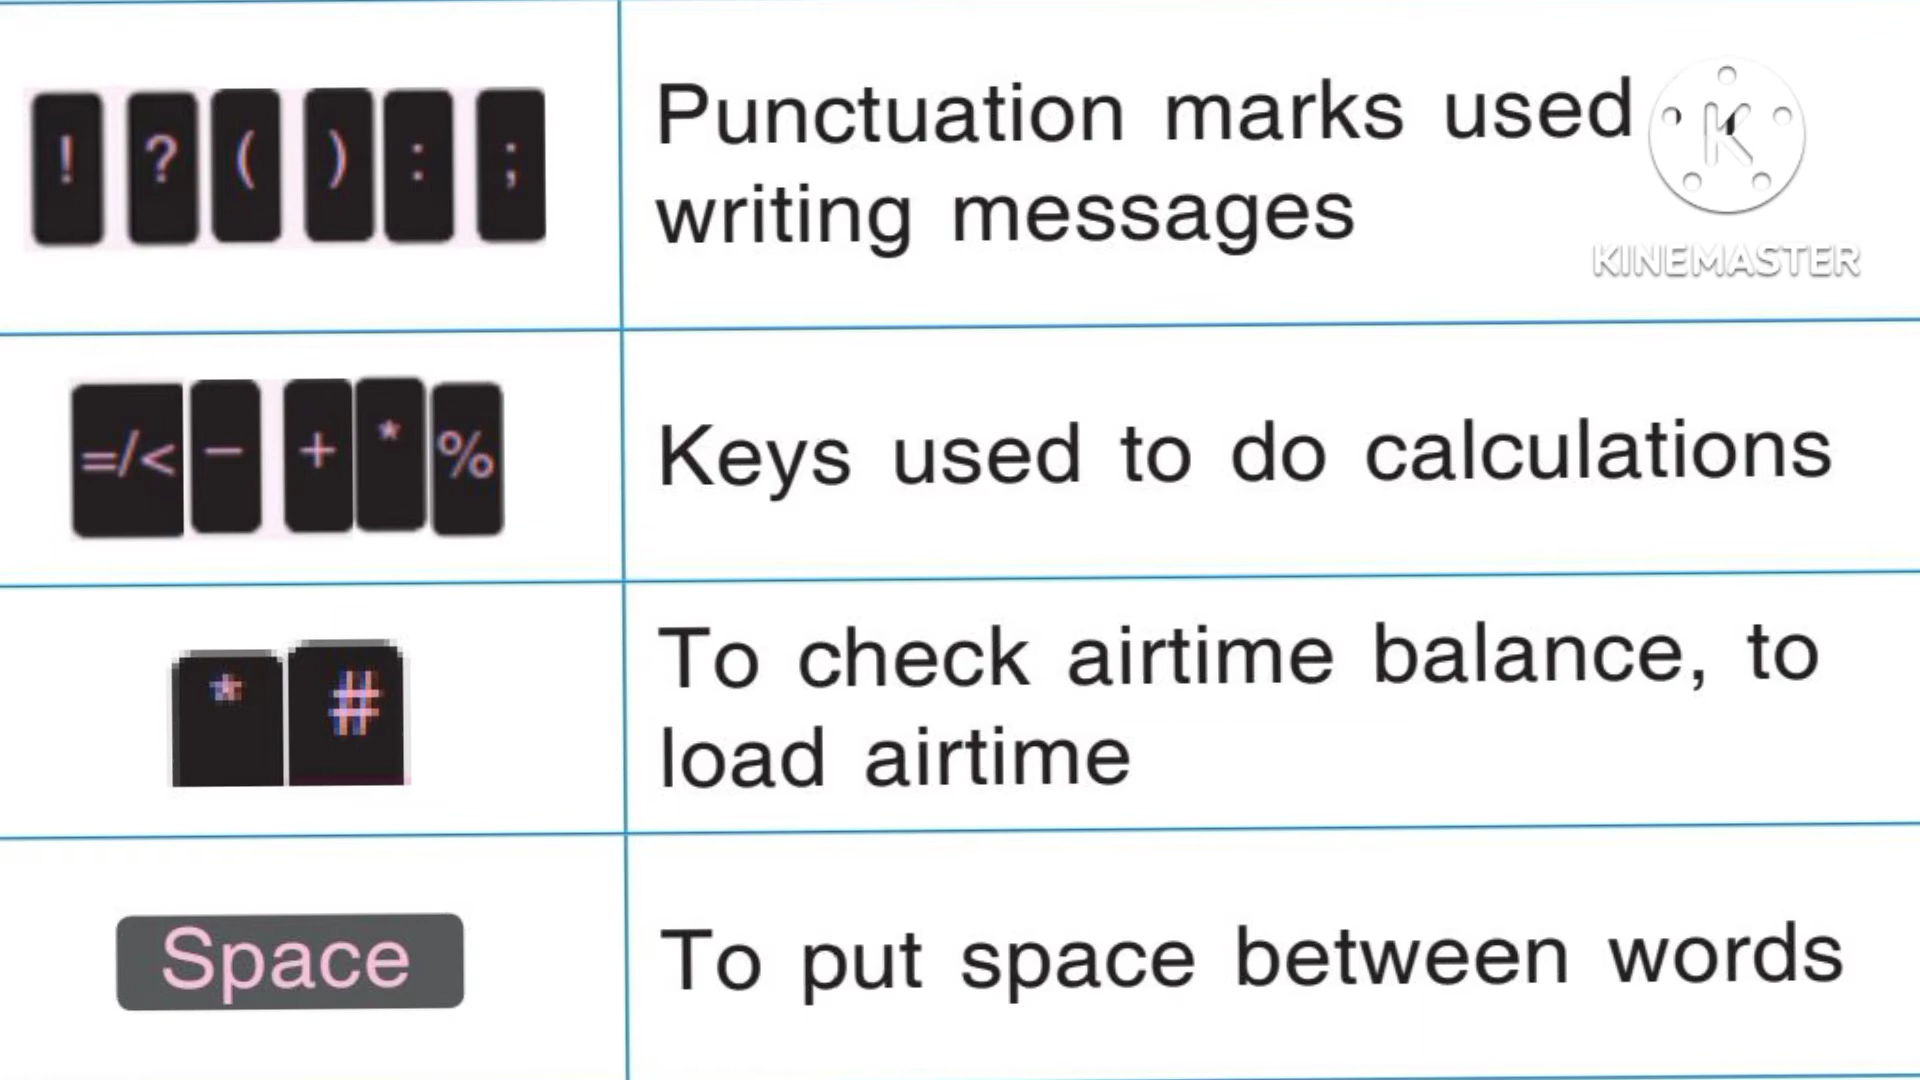 ! ? ( ) : ;
Punctuation marks used
writing messages
K
KINEMASTER
=/< − + * %
Keys used to do calculations
* #
To check airtime balance, to
load airtime
Space
To put space between words